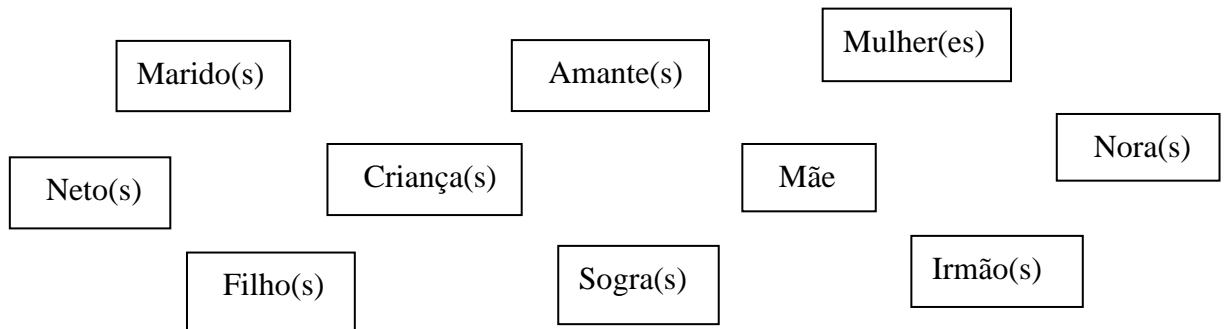 Mulher(es)
Marido(s)
Amante(s)
Nora(s)
Neto(s)
Criança(s)
Mãe
Filho(s)
Sogra(s)
Irmão(s)